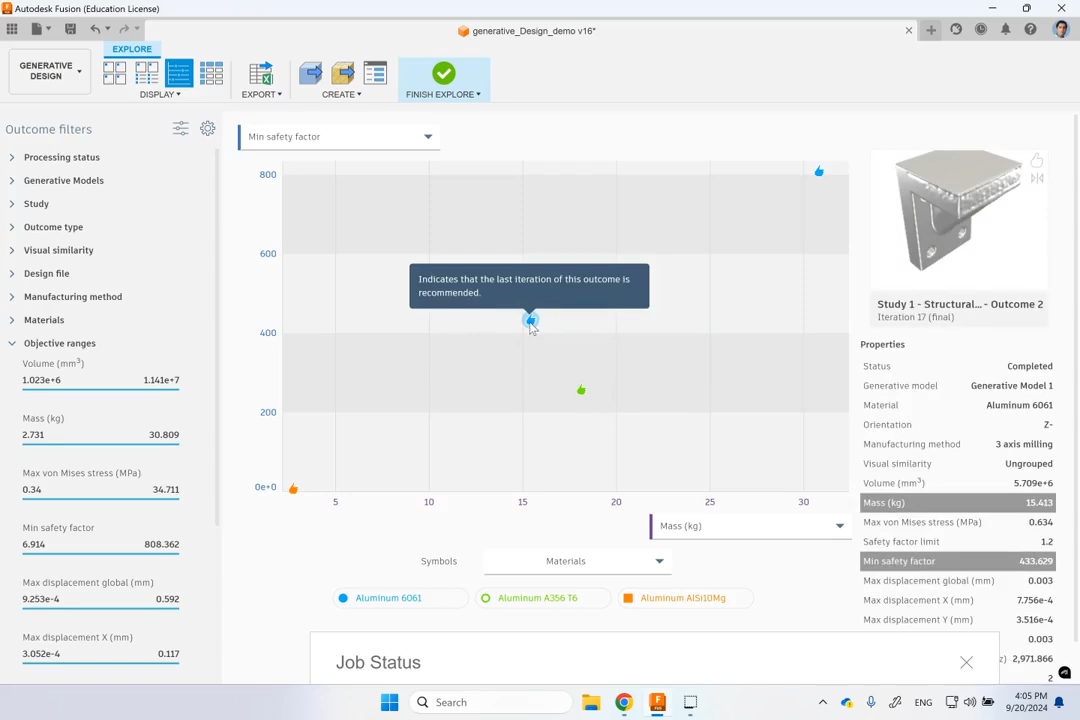 Autodesk Fusion (Education License)
generative_Design_demo v16*
EXPLORE
GENERATIVE
DESIGN
DISPLAY
EXPORT
CREATE
FINISH EXPLORE
Outcome filters
Processing status
Generative Models
Study
Outcome type
Visual similarity
Design file
Manufacturing method
Materials
Objective ranges
Volume (mm³)
1.023e+6 1.141e+7
Mass (kg)
2.731 30.809
Max von Mises stress (MPa)
0.34 34.711
Min safety factor
6.914 808.362
Max displacement global (mm)
9.253e-4 0.592
Max displacement X (mm)
3.052e-4 0.117
Min safety factor
800
600
400
200
0e+0
5 10 15 20 25 30
Indicates that the last iteration of this outcome is
recommended.
Mass (kg)
Symbols Materials
Aluminum 6061 Aluminum A356 T6 Aluminum AlSi10Mg
Job Status
Study 1 - Structural... - Outcome 2
Iteration 17 (final)
Properties
Status Completed
Generative model Generative Model 1
Material Aluminum 6061
Orientation Z-
Manufacturing method 3 axis milling
Visual similarity Ungrouped
Volume (mm³) 5.709e+6
Mass (kg) 15.413
Max von Mises stress (MPa) 0.634
Safety factor limit 1.2
Min safety factor 433.629
Max displacement global (mm) 0.003
Max displacement X (mm) 7.756e-4
Max displacement Y (mm) 3.516e-4
0.003
z) 2,971.866
2
Search
ENG
4:05 PM
9/20/2024